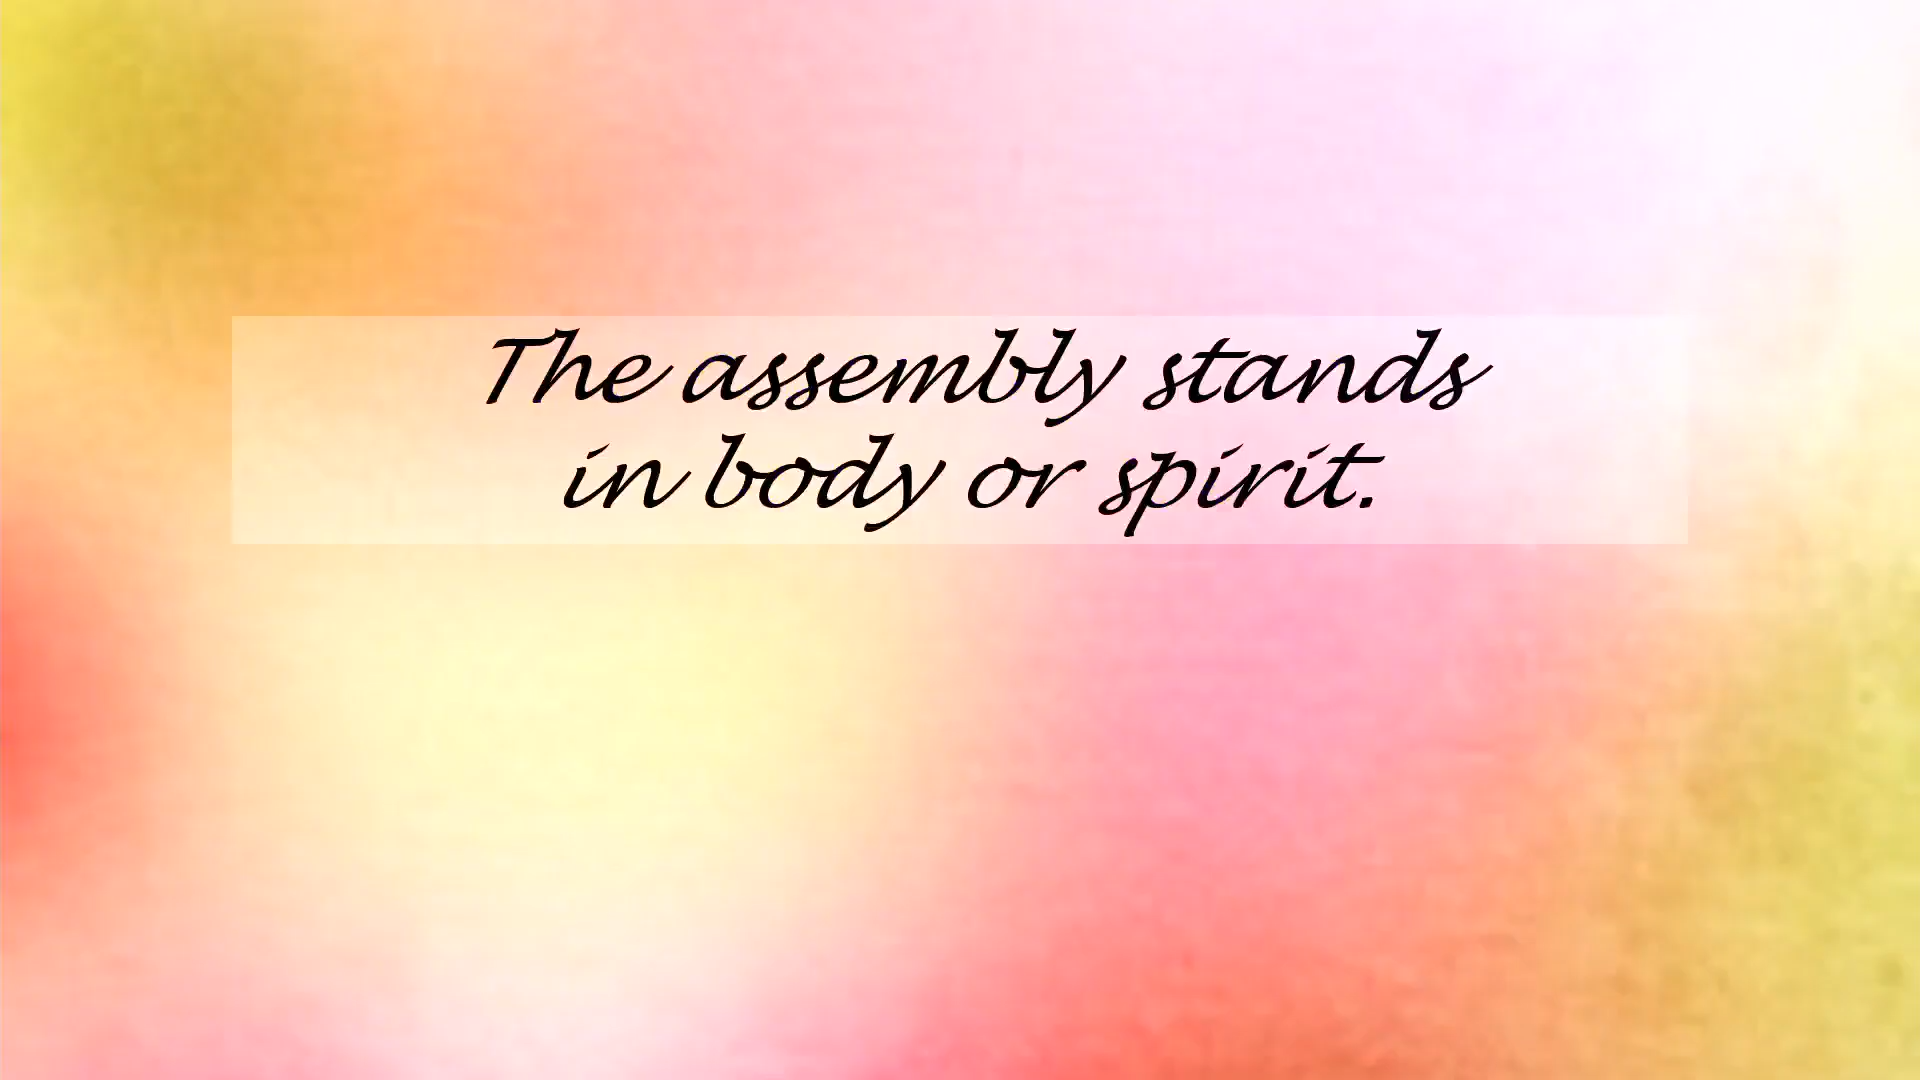 The assembly stands
in body or spirit.